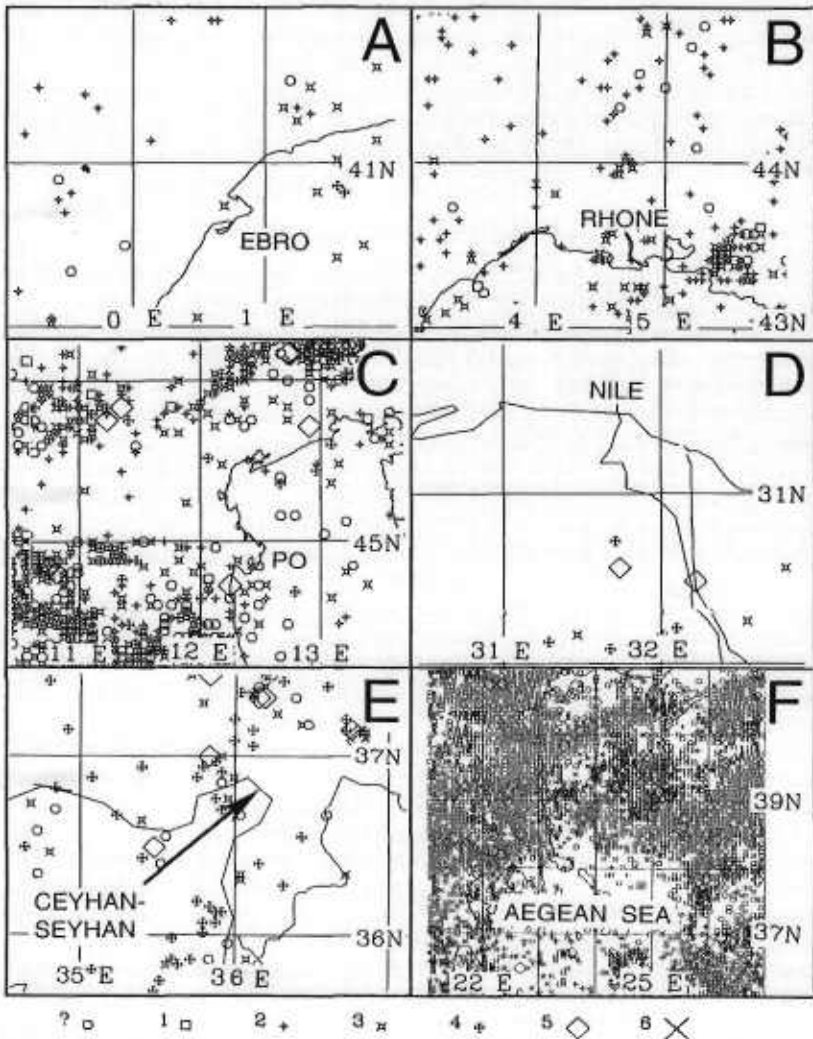 A
41N
EBRO
0 E 1 E
B
44N
RHONE
4 E 5 E 43N
C
45N
PO
11 E 12 E 13 E
D
NILE
31N
31 E 32 E
E
37N
CEYHAN-
SEYHAN
36N
35 E 36 E
F
39N
AEGEAN SEA
37N
22 E 25 E
? 1 2 3 4 5 6